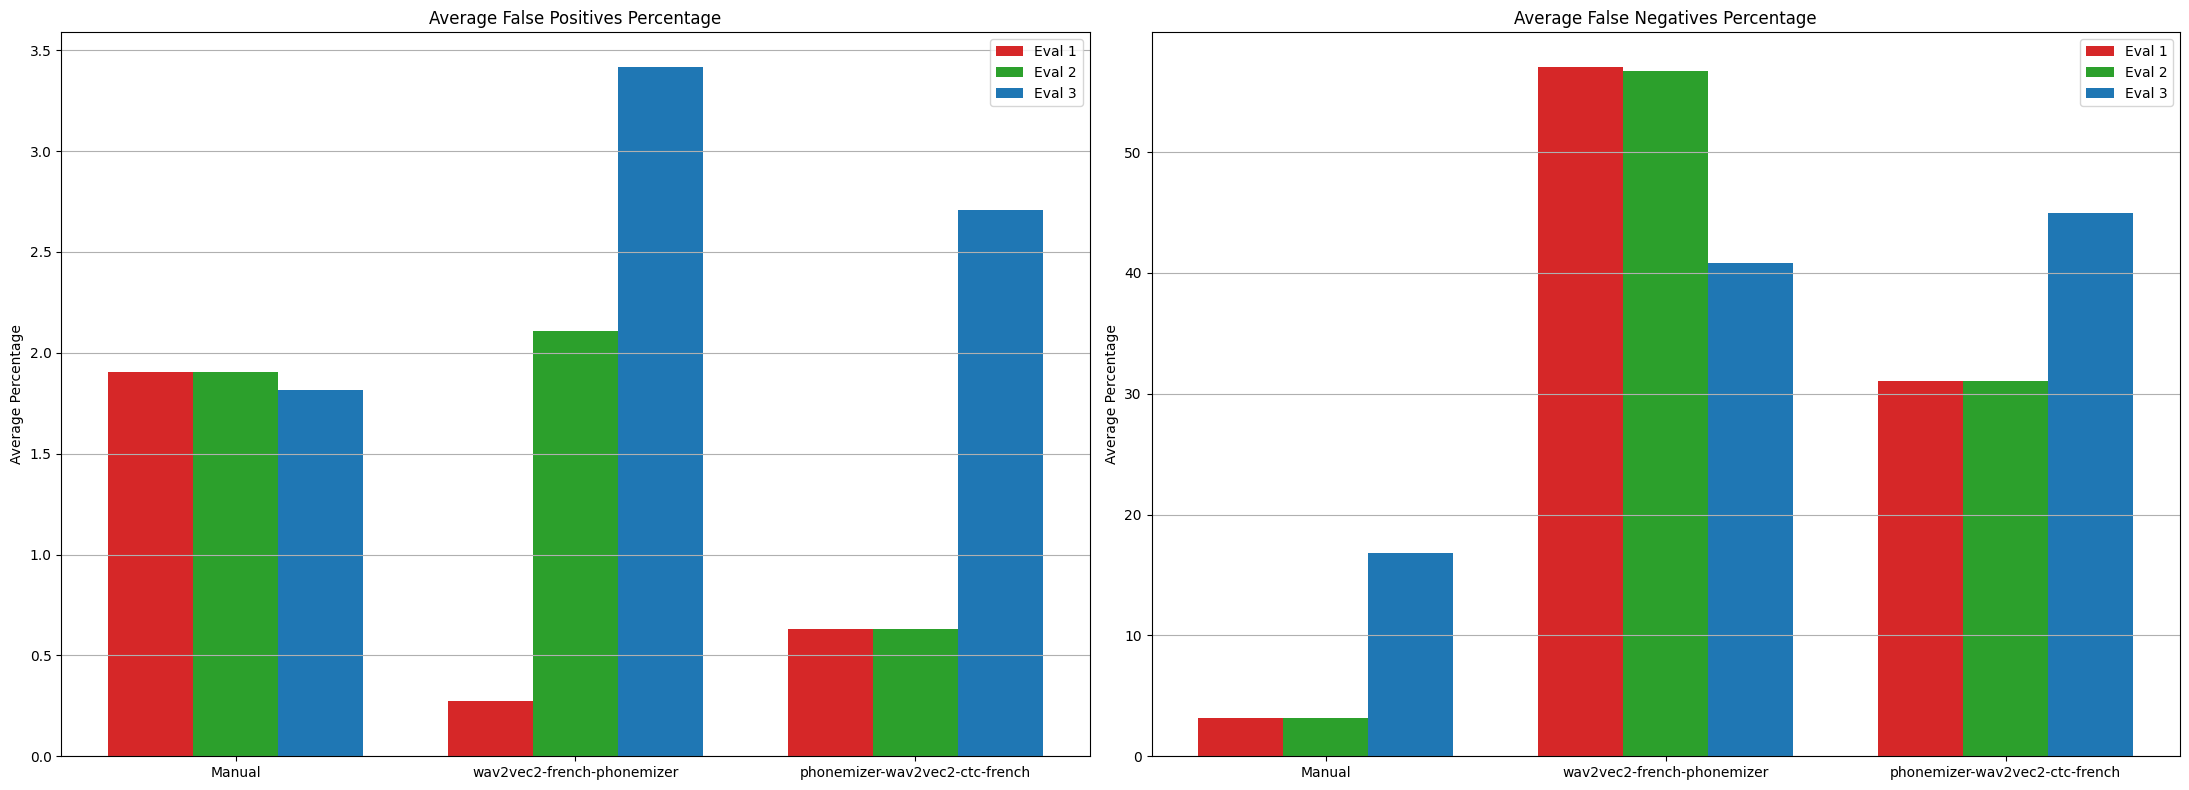 Average False Positives Percentage
Average Percentage
3.5
3.0
2.5
2.0
1.5
1.0
0.5
0.0
Eval 1
Eval 2
Eval 3
Manual
wav2vec2-french-phonemizer
phonemizer-wav2vec2-ctc-french
Average False Negatives Percentage
Average Percentage
50
40
30
20
10
0
Eval 1
Eval 2
Eval 3
Manual
wav2vec2-french-phonemizer
phonemizer-wav2vec2-ctc-french